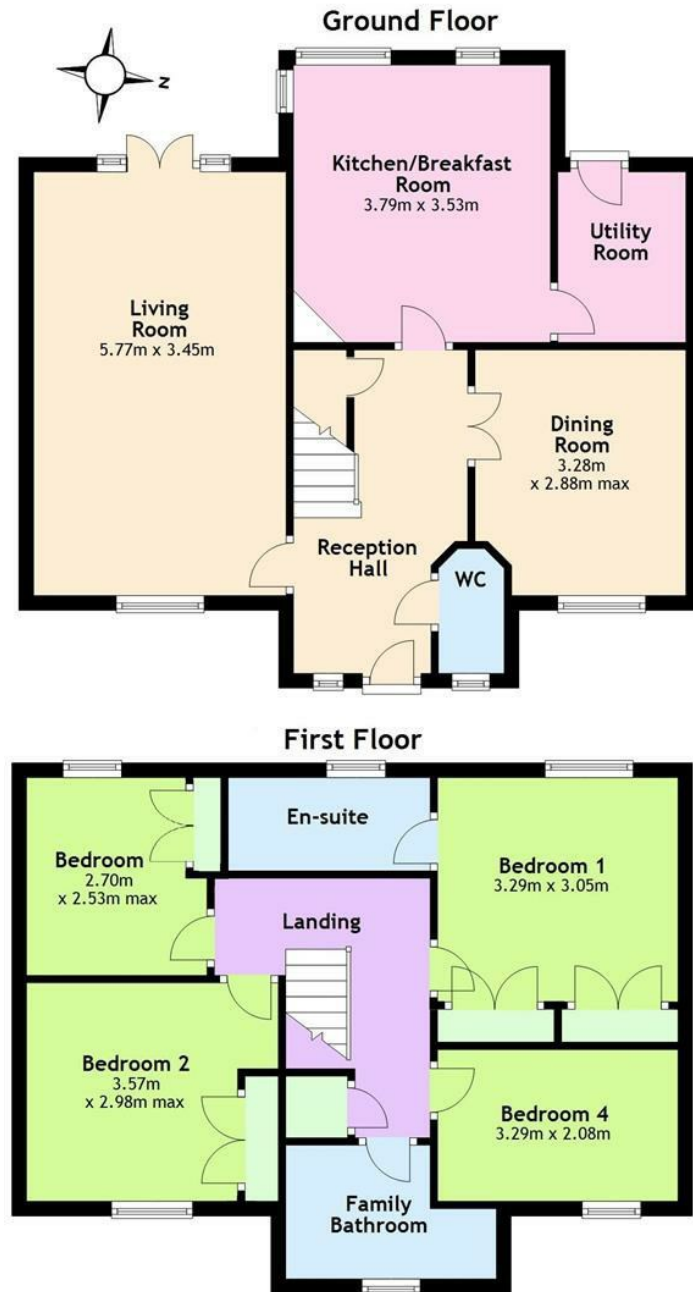 Ground Floor
N
Kitchen/Breakfast
Room
3.79m x 3.53m
Utility
Room
Living
Room
5.77m x 3.45m
Dining
Room
3.28m
x 2.88m max
Reception
Hall
WC
First Floor
En-suite
Bedroom
2.70m
x 2.53m max
Bedroom 1
3.29m x 3.05m
Landing
Bedroom 2
3.57m
x 2.98m max
Bedroom 4
3.29m x 2.08m
Family
Bathroom